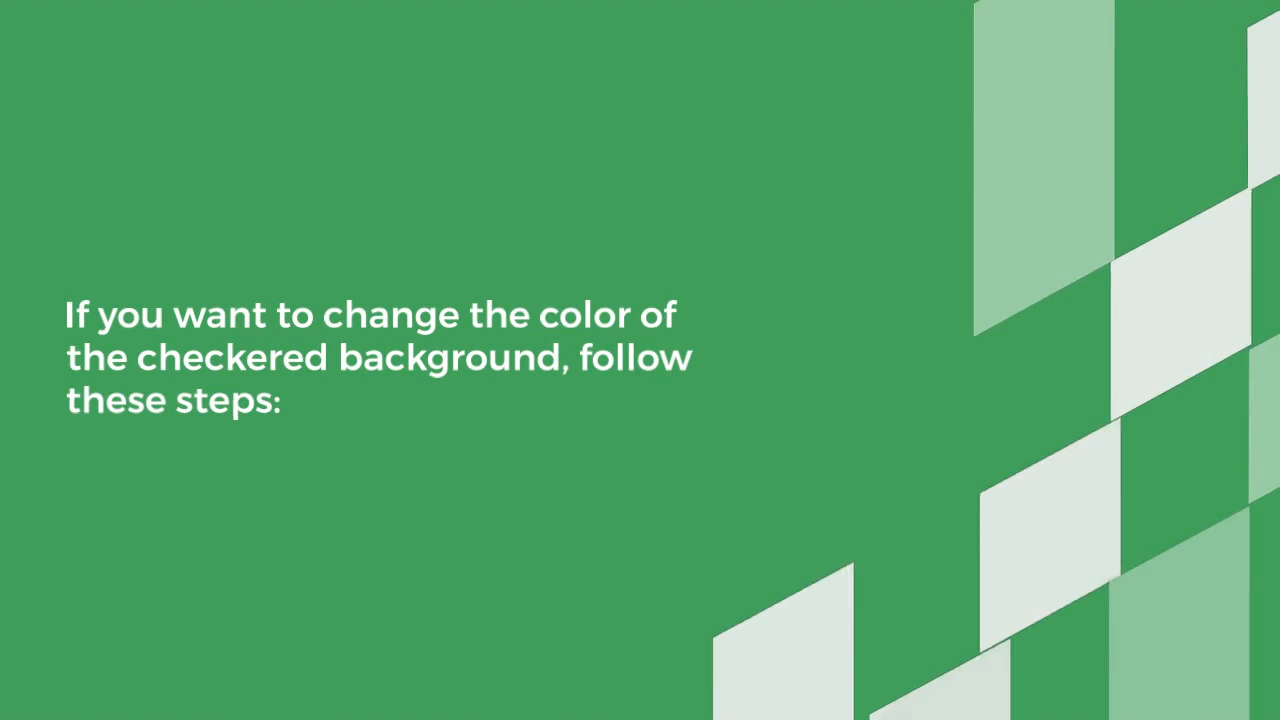 If you want to change the color of
the checkered background, follow
these steps: